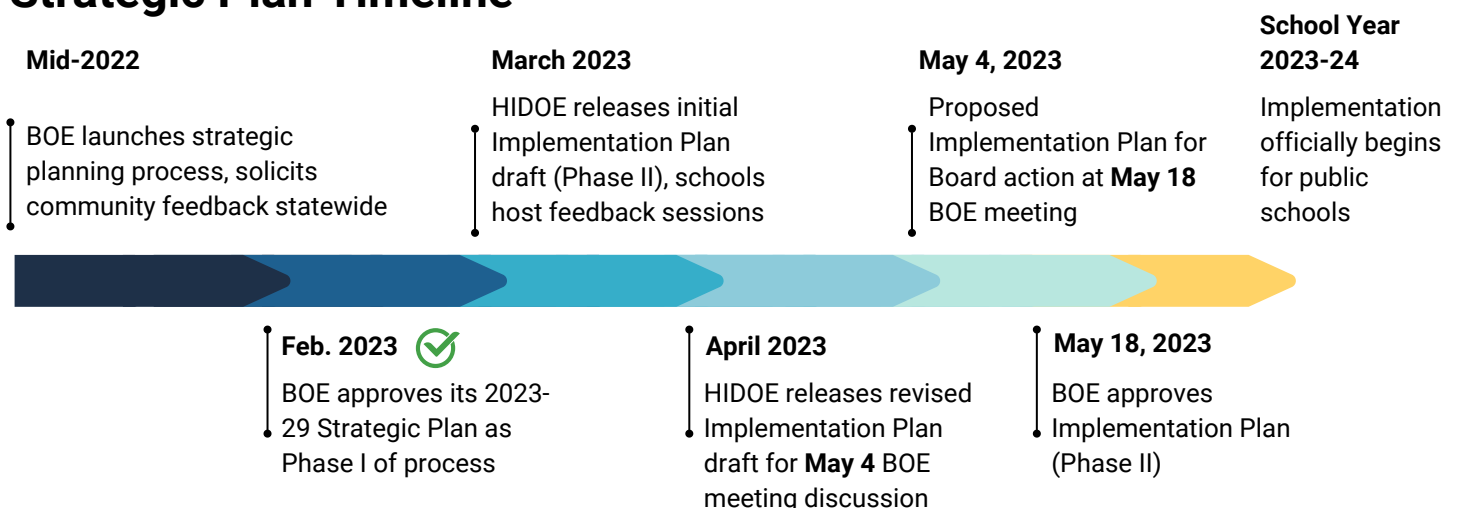 Strategic Plan Timeline
Mid-2022
BOE launches strategic
planning process, solicits
community feedback statewide
Feb. 2023
BOE approves its 2023-
29 Strategic Plan as
Phase I of process
March 2023
HIDOE releases initial
Implementation Plan
draft (Phase II), schools
host feedback sessions
April 2023
HIDOE releases revised
Implementation Plan
draft for May 4 BOE
meeting discussion
May 4, 2023
Proposed
Implementation Plan for
Board action at May 18
BOE meeting
May 18, 2023
BOE approves
Implementation Plan
(Phase II)
School Year
2023-24
Implementation
officially begins
for public
schools